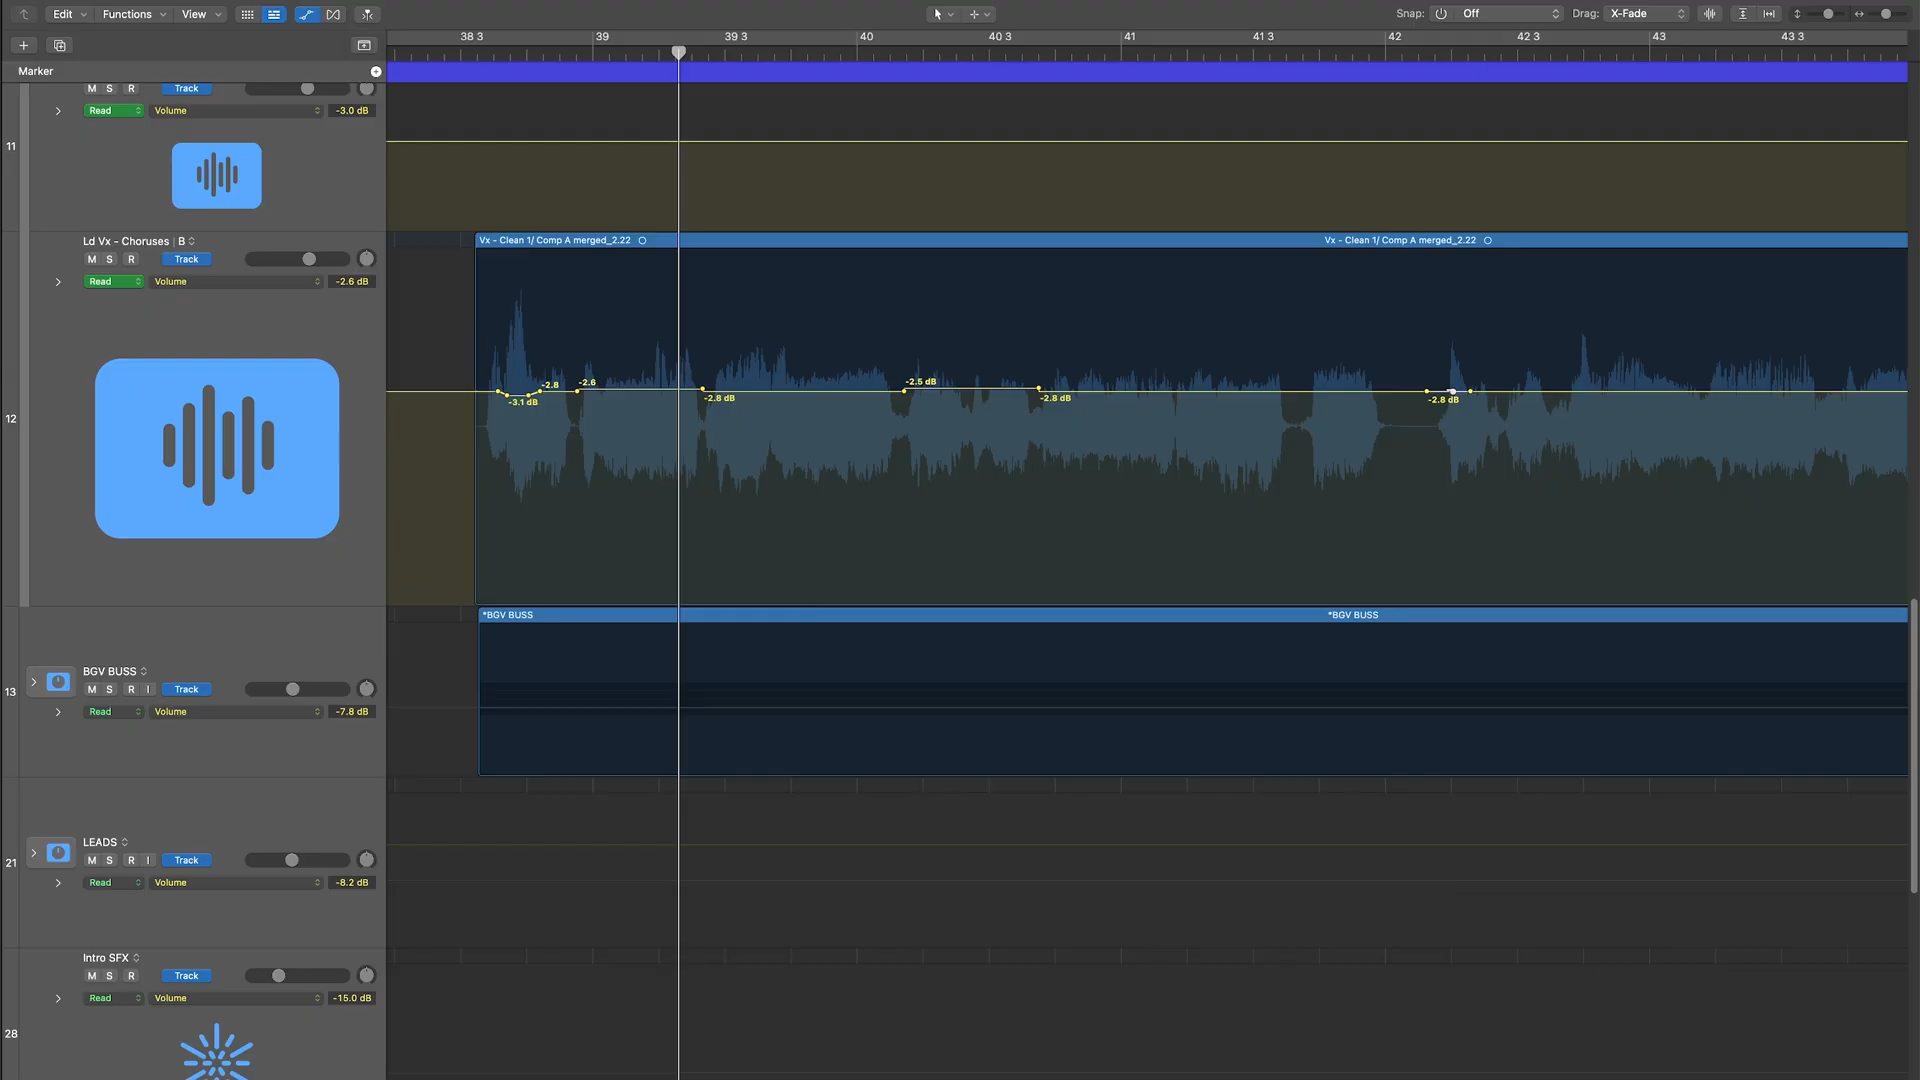 Edit Functions View Snap: Off Drag: X-Fade
38 3 39 39 3 40 40 3 41 41 3 42 42 3 43 43 3
Marker
M S R Track
Read Volume -3.0 dB
11
Ld Vx - Choruses | B
Vx - Clean 1/ Comp A merged_2.22 Vx - Clean 1/ Comp A merged_2.22
M S R Track
Read Volume -2.6 dB
-2.8 -2.6 -2.5 dB
-3.1 dB -2.8 dB -2.8 dB -2.8 dB
12
*BGV BUSS *BGV BUSS
BGV BUSS
M S R I Track
13
Read Volume -7.8 dB
LEADS
M S R I Track
21
Read Volume -8.2 dB
Intro SFX
M S R Track
Read Volume -15.0 dB
28